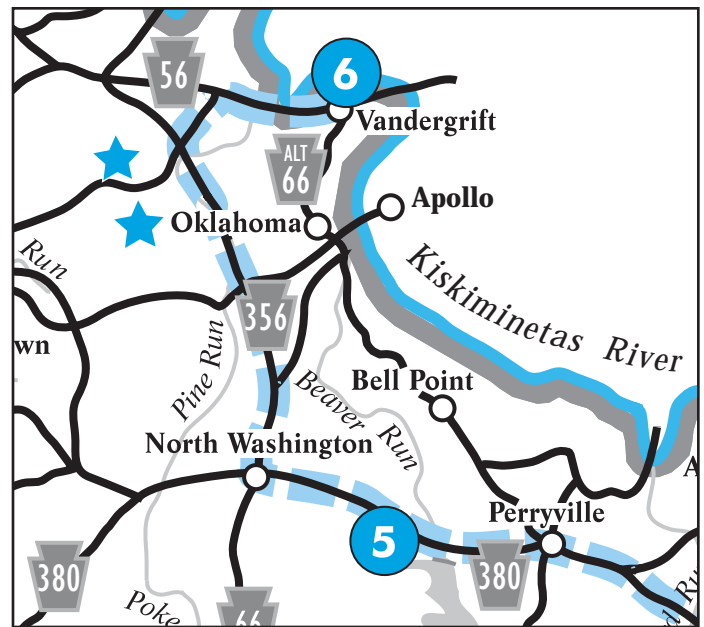 6
56
Vandergrift
ALT
66
Apollo
Oklahoma
Run
Kiskiminetas River
356
wn
Pine Run
Bell Point
Beaver Run
North Washington
A
Perryville
5
380
380
Poke
66
d Ru